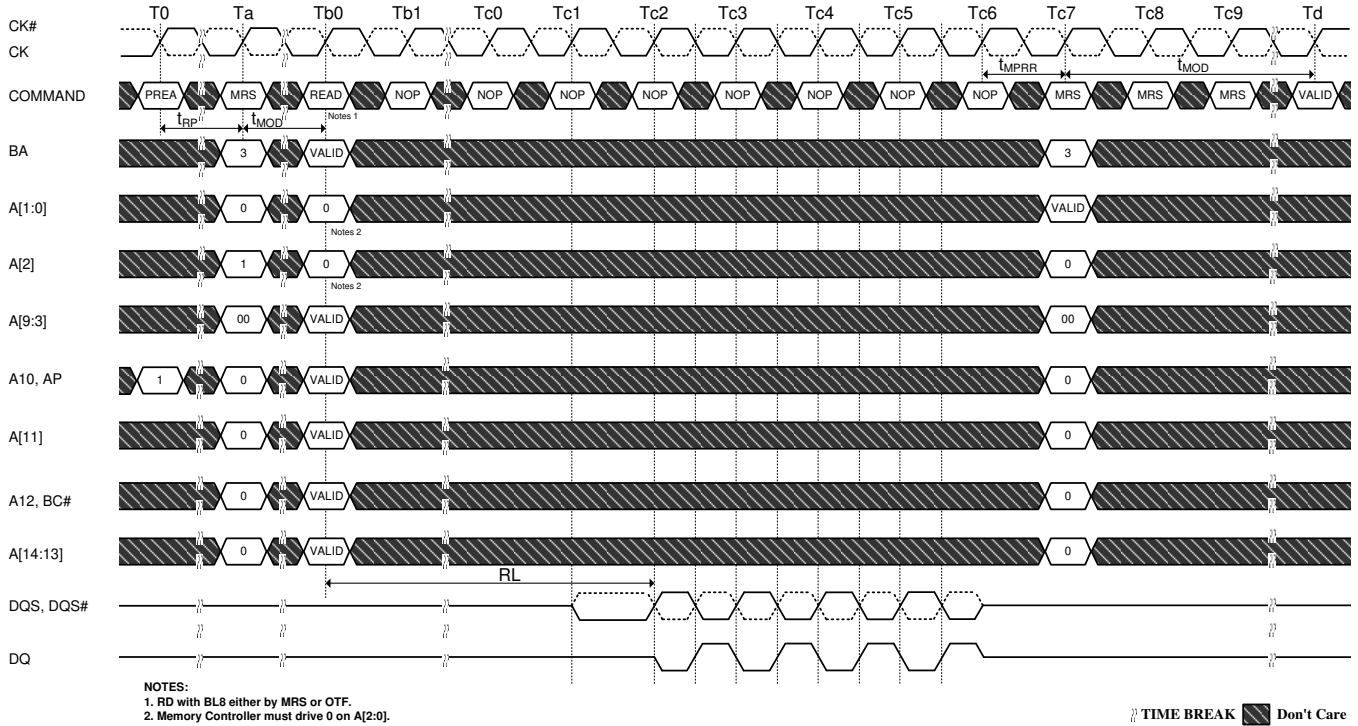 T0 Ta Tb0 Tb1 Tc0 Tc1 Tc2 Tc3 Tc4 Tc5 Tc6 Tc7 Tc8 Tc9 Td
CK#
CK
tMPRR tMOD
COMMAND PREA MRS READ NOP NOP NOP NOP NOP NOP NOP NOP MRS MRS MRS VALID
tRP tMOD Notes 1
BA 3 VALID 3
A[1:0] 0 0 VALID
Notes 2
A[2] 1 0 0
Notes 2
A[9:3] 00 VALID 00
A10, AP 1 0 VALID 0
A[11] 0 VALID 0
A12, BC# 0 VALID 0
A[14:13] 0 VALID 0
RL
DQS, DQS#
DQ
NOTES:
1. RD with BL8 either by MRS or OTF.
2. Memory Controller must drive 0 on A[2:0].
TIME BREAK Don't Care